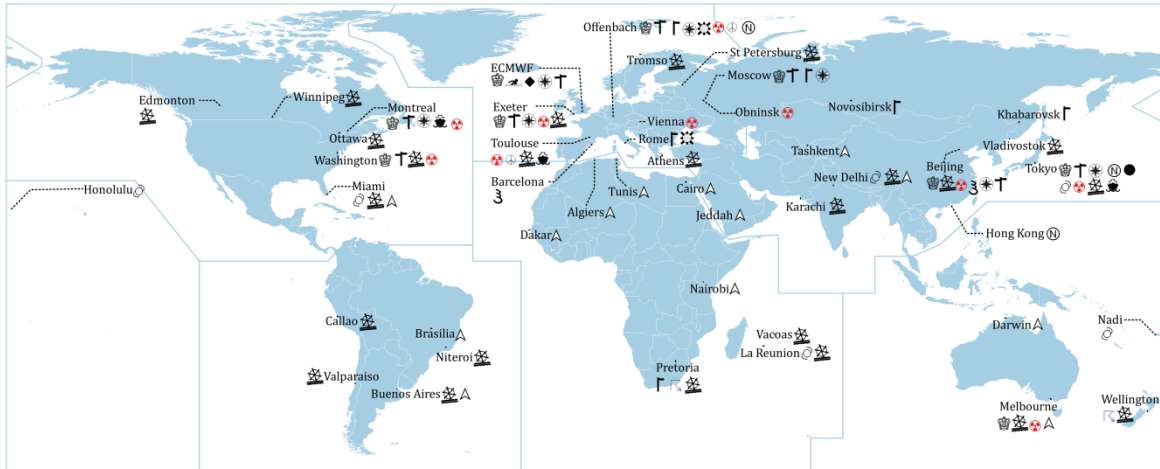 Offenbach
N
St Petersburg
Tromso
ECMWF
Moscow
Edmonton
Winnipeg
Montreal
Exeter
Vienna
Obninsk
Novosibirsk
Khabarovsk
Ottawa
Toulouse
Rome
Washington
Athens
Tashkent
Vladivostok
Beijing
Tokyo
N
Honolulu
Miami
Barcelona
Tunis
Cairo
New Delhi
Algiers
Jeddah
Karachi
Dakar
Hong Kong
N
Nairobi
Callao
Brasilia
Darwin
Nadi
Niteroi
Vacoas
La Reunion
Valparaiso
Buenos Aires
Pretoria
Melbourne
Wellington